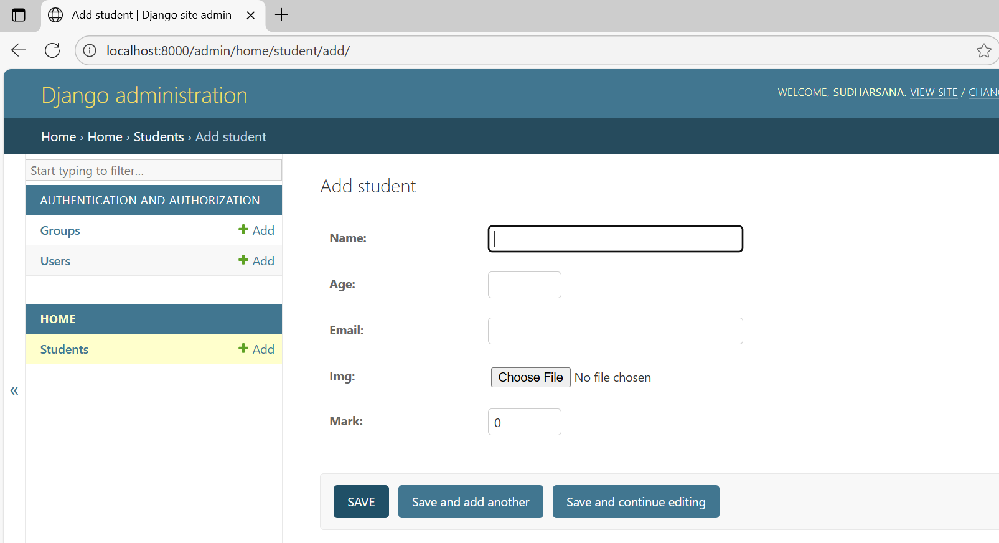 Add student | Django site admin
localhost:8000/admin/home/student/add/
Django administration
WELCOME, SUDHARSANA. VIEW SITE / CHANG
Home › Home › Students › Add student
Start typing to filter...
AUTHENTICATION AND AUTHORIZATION
Groups + Add
Users + Add
HOME
Students + Add
«
Add student
Name:
Age:
Email:
Img: Choose File No file chosen
Mark: 0
SAVE Save and add another Save and continue editing